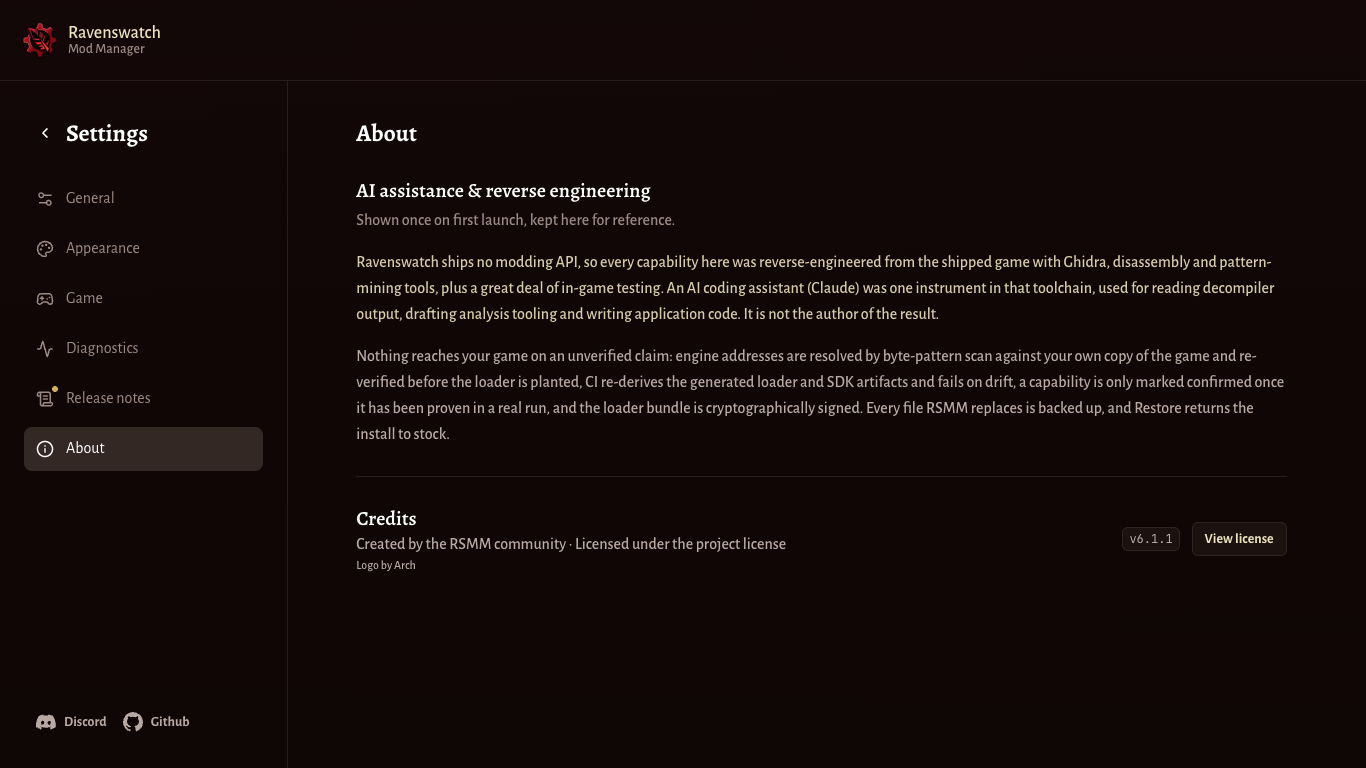 Ravenswatch
Mod Manager
Settings
General
Appearance
Game
Diagnostics
Release notes
About
Discord
Github
About
AI assistance & reverse engineering
Shown once on first launch, kept here for reference.
Ravenswatch ships no modding API, so every capability here was reverse-engineered from the shipped game with Ghidra, disassembly and pattern-
mining tools, plus a great deal of in-game testing. An AI coding assistant (Claude) was one instrument in that toolchain, used for reading decompiler
output, drafting analysis tooling and writing application code. It is not the author of the result.
Nothing reaches your game on an unverified claim: engine addresses are resolved by byte-pattern scan against your own copy of the game and re-
verified before the loader is planted, CI re-derives the generated loader and SDK artifacts and fails on drift, a capability is only marked confirmed once
it has been proven in a real run, and the loader bundle is cryptographically signed. Every file RSMM replaces is backed up, and Restore returns the
install to stock.
Credits
Created by the RSMM community · Licensed under the project license
Logo by Arch
v6.1.1
View license